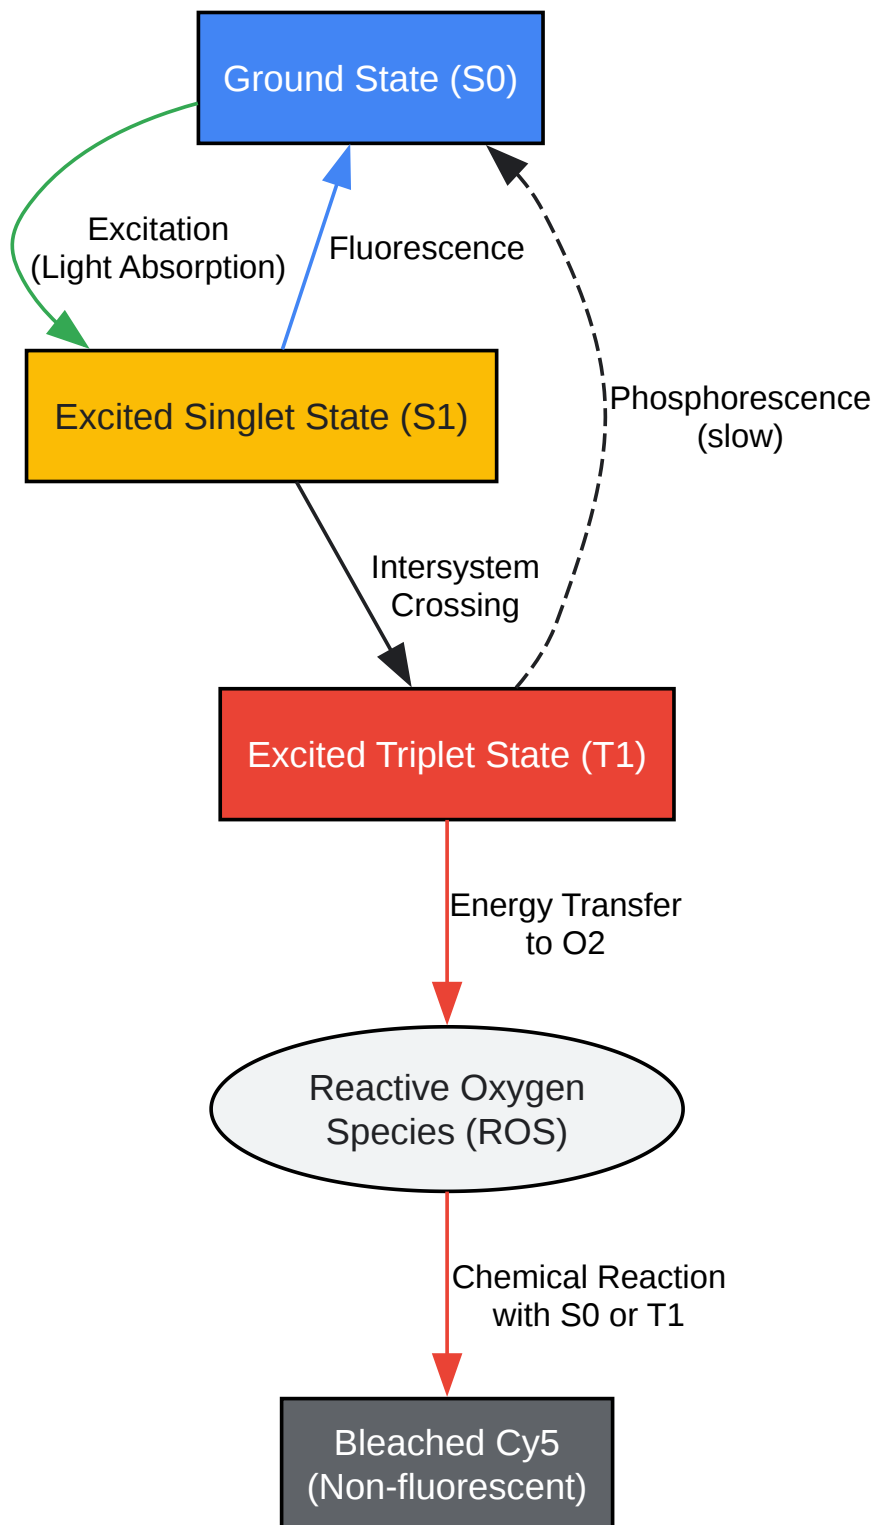 Ground State (S0)
Excitation
(Light Absorption)
Fluorescence
Excited Singlet State (S1)
Phosphorescence
(slow)
Intersystem
Crossing
Excited Triplet State (T1)
Energy Transfer
to O2
Reactive Oxygen
Species (ROS)
Chemical Reaction
with S0 or T1
Bleached Cy5
(Non-fluorescent)